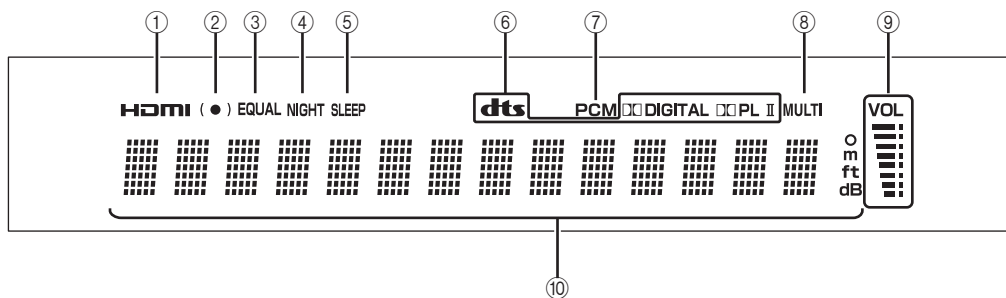 ① ② ③ ④ ⑤ ⑥ ⑦ ⑧ ⑨
HDMI (●) EQUAL NIGHT SLEEP dts PCM DIGITAL PL II MULTI VOL
o
m
ft
dB
⑩